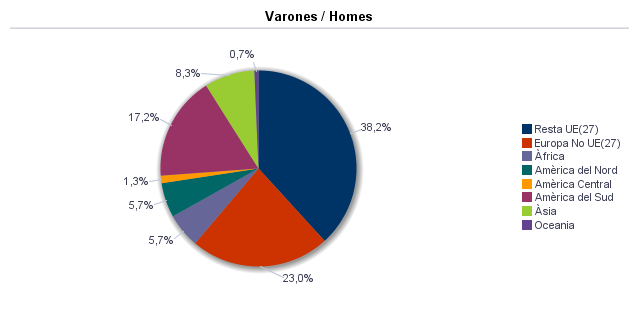 Varones / Homes
0,7%
8,3%
17,2%
38,2%
1,3%
5,7%
5,7%
23,0%
Resta UE(27)
Europa No UE(27)
Àfrica
Amèrica del Nord
Amèrica Central
Amèrica del Sud
Àsia
Oceania